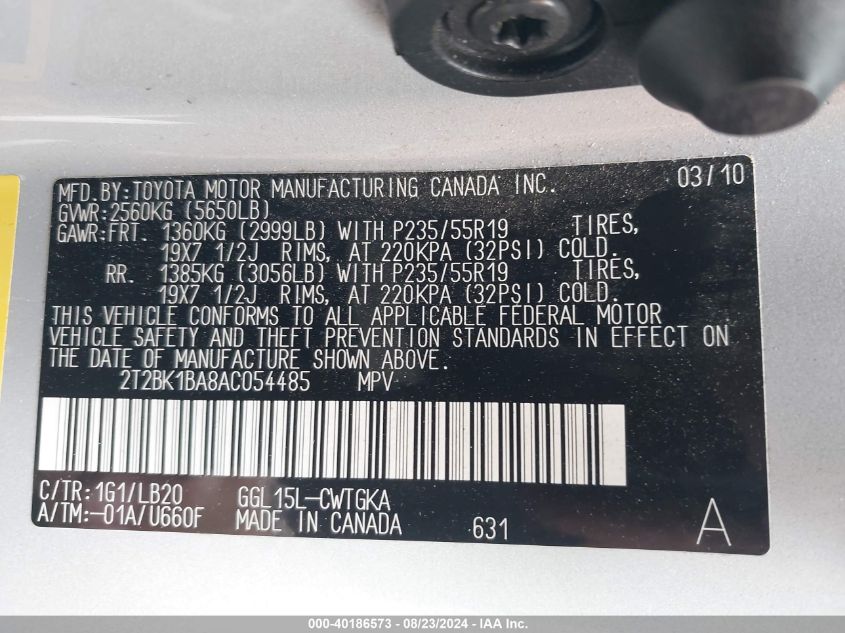 MFD.BY:TOYOTA MOTOR MANUFACTURING CANADA INC. 03/10
GVWR:2560KG (5650LB)
GAWR:FRT. 1360KG (2999LB) WITH P235/55R19 TIRES,
19X7 1/2J RIMS, AT 220KPA (32PSI) COLD.
RR. 1385KG (3056LB) WITH P235/55R19 TIRES,
19X7 1/2J RIMS, AT 220KPA (32PSI) COLD.
THIS VEHICLE CONFORMS TO ALL APPLICABLE FEDERAL MOTOR
VEHICLE SAFETY AND THEFT PREVENTION STANDARDS IN EFFECT ON
THE DATE OF MANUFACTURE SHOWN ABOVE.
2T2BK1BA8AC054485 MPV
C/TR:1G1/LB20 GGL15L-CWTGKA
A/TM:-01A/U660F MADE IN CANADA 631 A
000-40186573 - 08/23/2024 - IAA Inc.